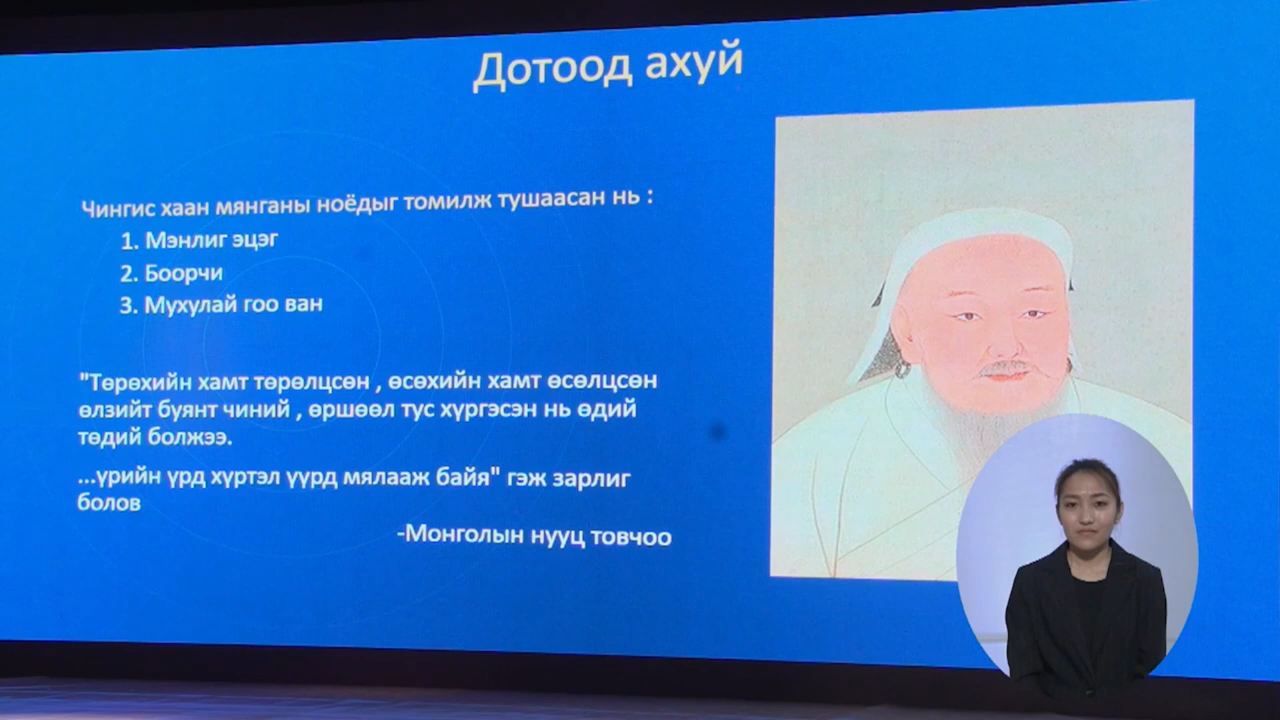 Дотоод ахуй
Чингис хаан мянганы ноёдыг томилж тушаасан нь :
1. Мэнлиг эцэг
2. Боорчи
3. Мухулай гоо ван
"Төрөхийн хамт төрөлцсөн , өсөхийн хамт өсөлцсөн
өлзийт буянт чиний , өршөөл тус хүргэсэн нь өдий
төдий болжээ.
...үрийн үрд хүртэл үүрд мялааж байя" гэж зарлиг
болов
-Монголын нууц товчоо